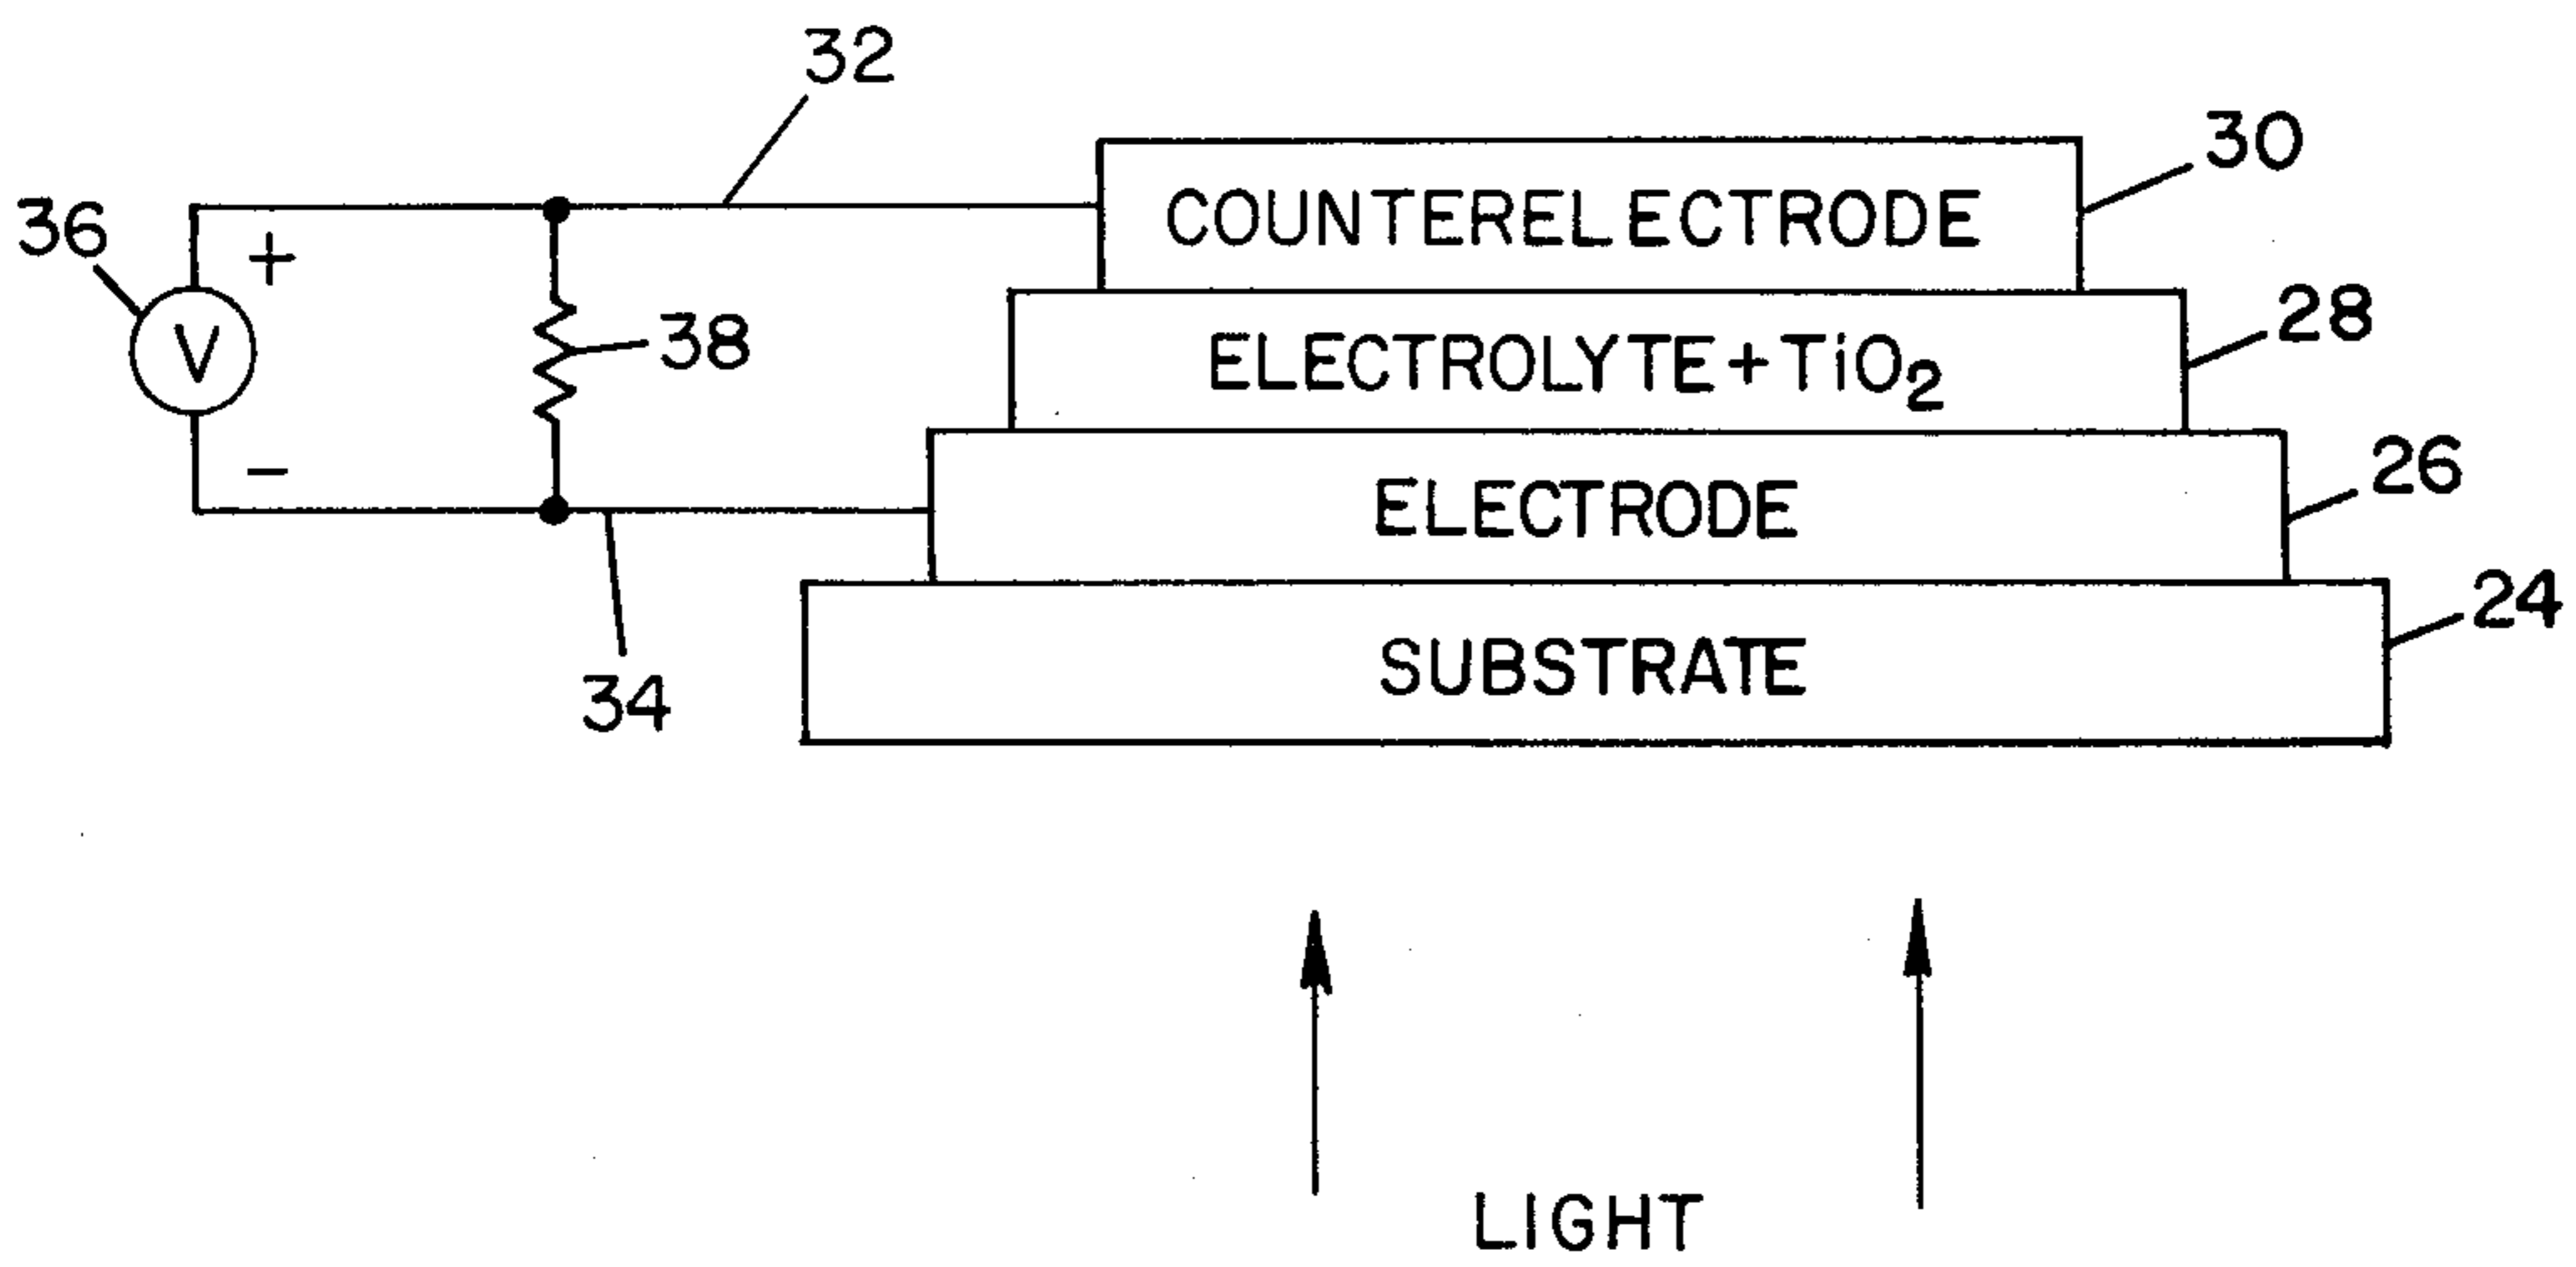 32
30
COUNTERELECTRODE
36
+
V
38
28
ELECTROLYTE + TiO₂
26
−
ELECTRODE
24
34
SUBSTRATE
LIGHT